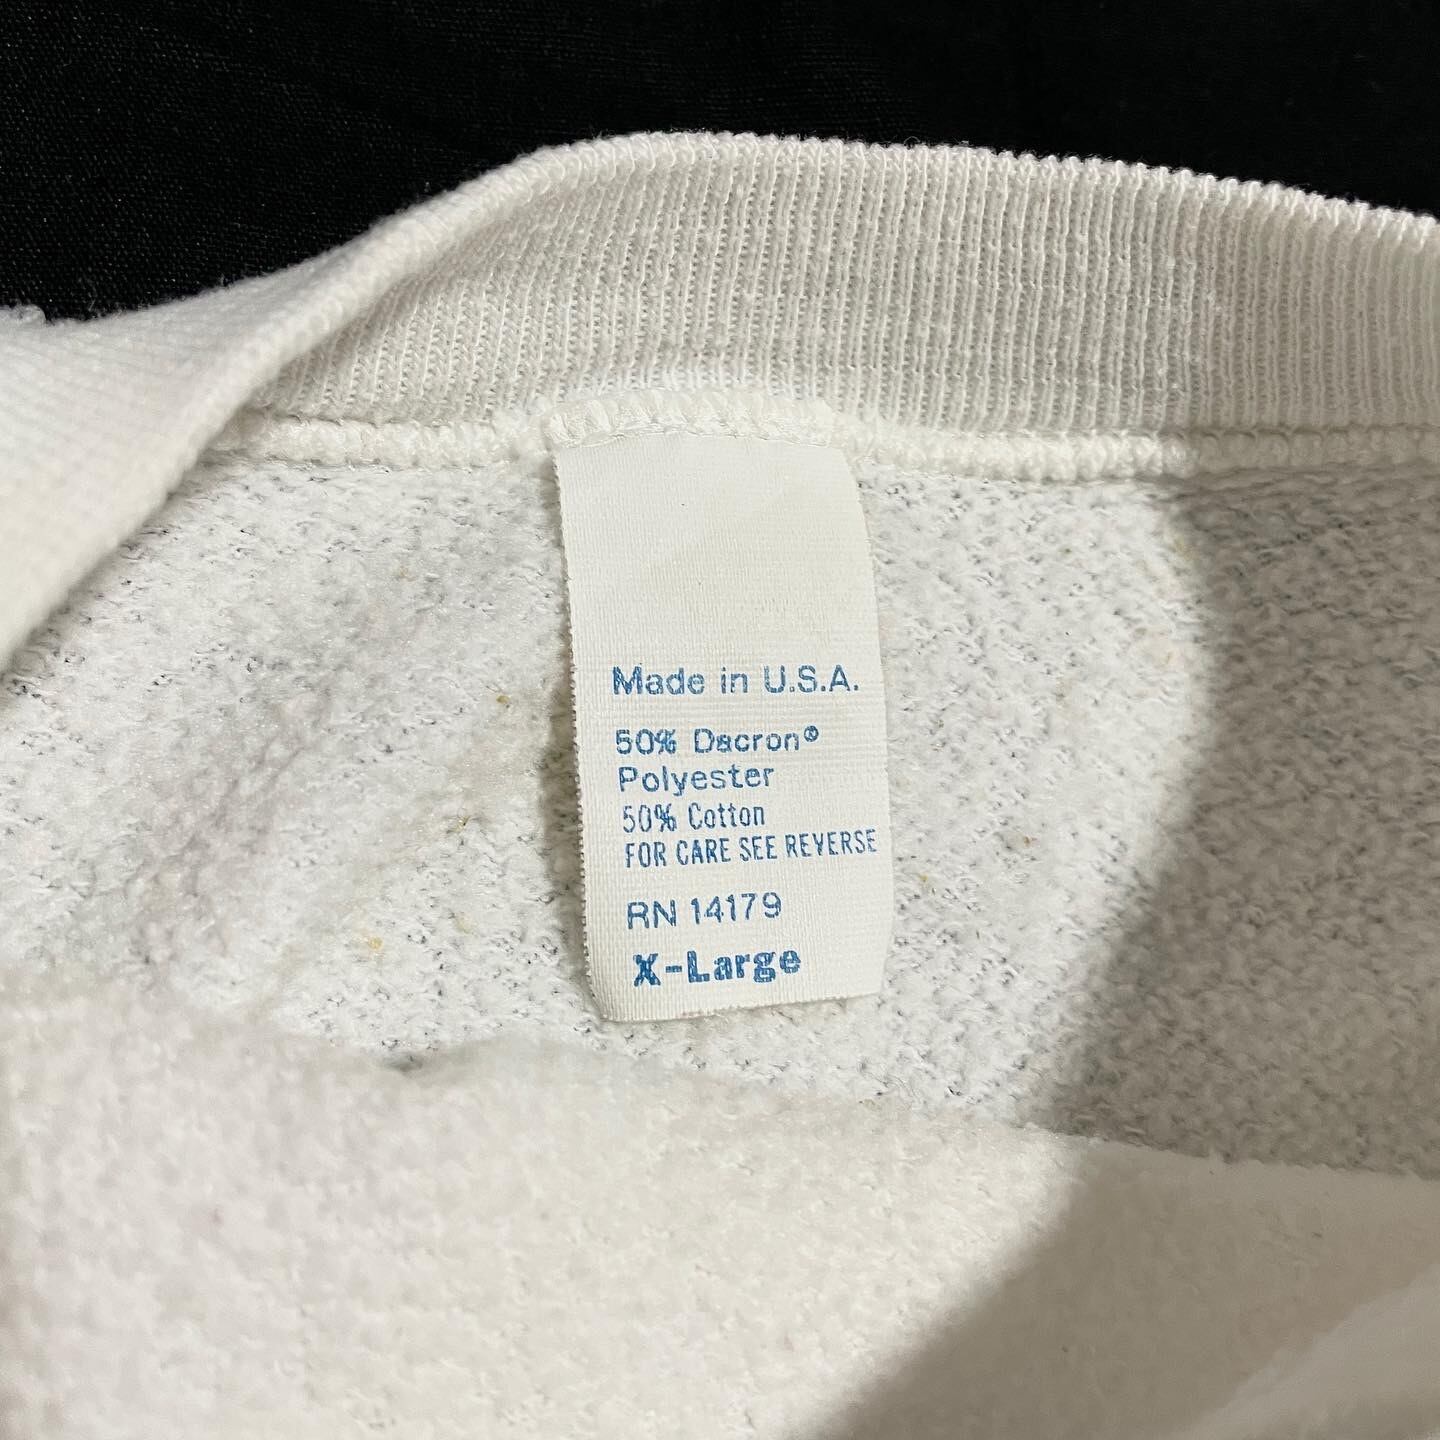 Made in U.S.A.
50% Dacron®
Polyester
50% Cotton
FOR CARE SEE REVERSE
RN 14179
X-Large